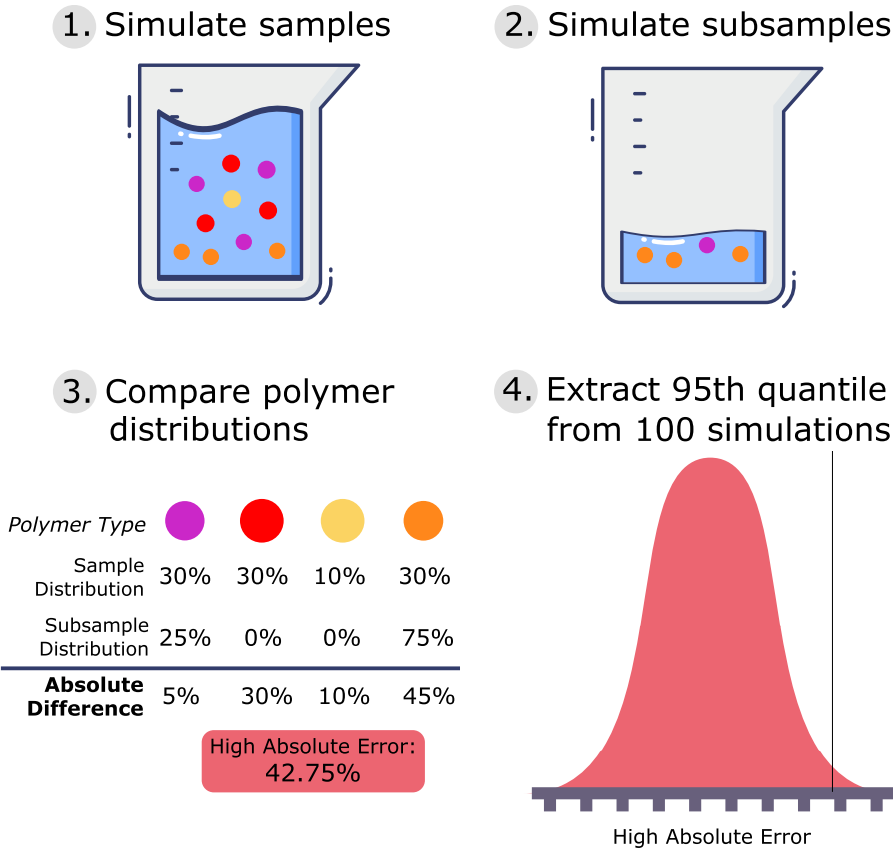 1. Simulate samples
2. Simulate subsamples
3. Compare polymer
distributions
Polymer Type
Sample
Distribution
30% 30% 10% 30%
Subsample
Distribution
25% 0% 0% 75%
Absolute
Difference
5% 30% 10% 45%
High Absolute Error:
42.75%
4. Extract 95th quantile
from 100 simulations
High Absolute Error